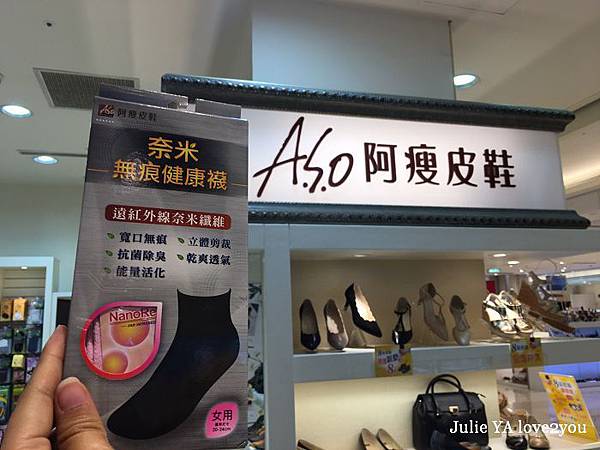 Julie YA love2you
A.S.O 阿瘦皮鞋
A.S.O 阿瘦皮鞋
奈米
無痕健康襪
遠紅外線奈米纖維
寬口無痕 立體剪裁
抗菌除臭 乾爽透氣
能量活化
NanoRe
女用
20-24cm